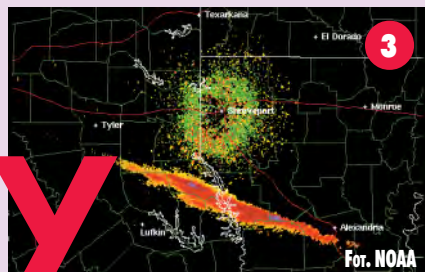 Texarkana
El Dorado
3
Shreveport
Monroe
Tyler
y
Lufkin
Alexandria
Fot. NOAA